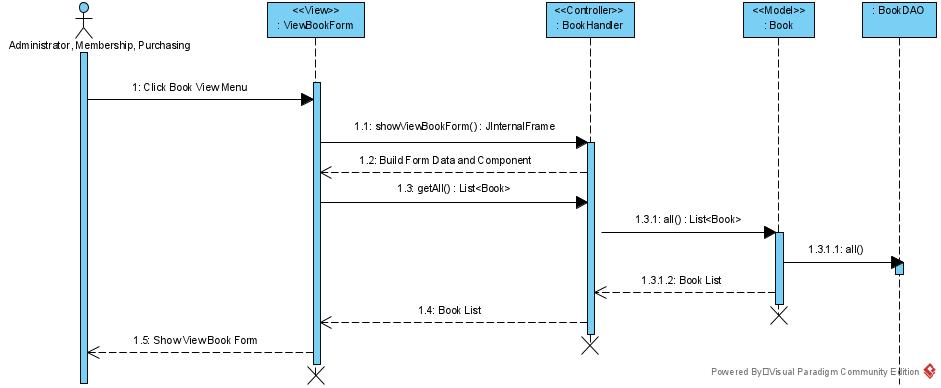 <<View>>
: ViewBookForm
<<Controller>>
: BookHandler
<<Model>>
: Book
: BookDAO
Administrator, Membership, Purchasing
1: Click Book View Menu
1.1: showViewBookForm() : JInternalFrame
1.2: Build Form Data and Component
1.3: getAll() : List<Book>
1.3.1: all() : List<Book>
1.3.1.1: all()
1.3.1.2: Book List
1.4: Book List
1.5: Show ViewBook Form
Powered By Visual Paradigm Community Edition